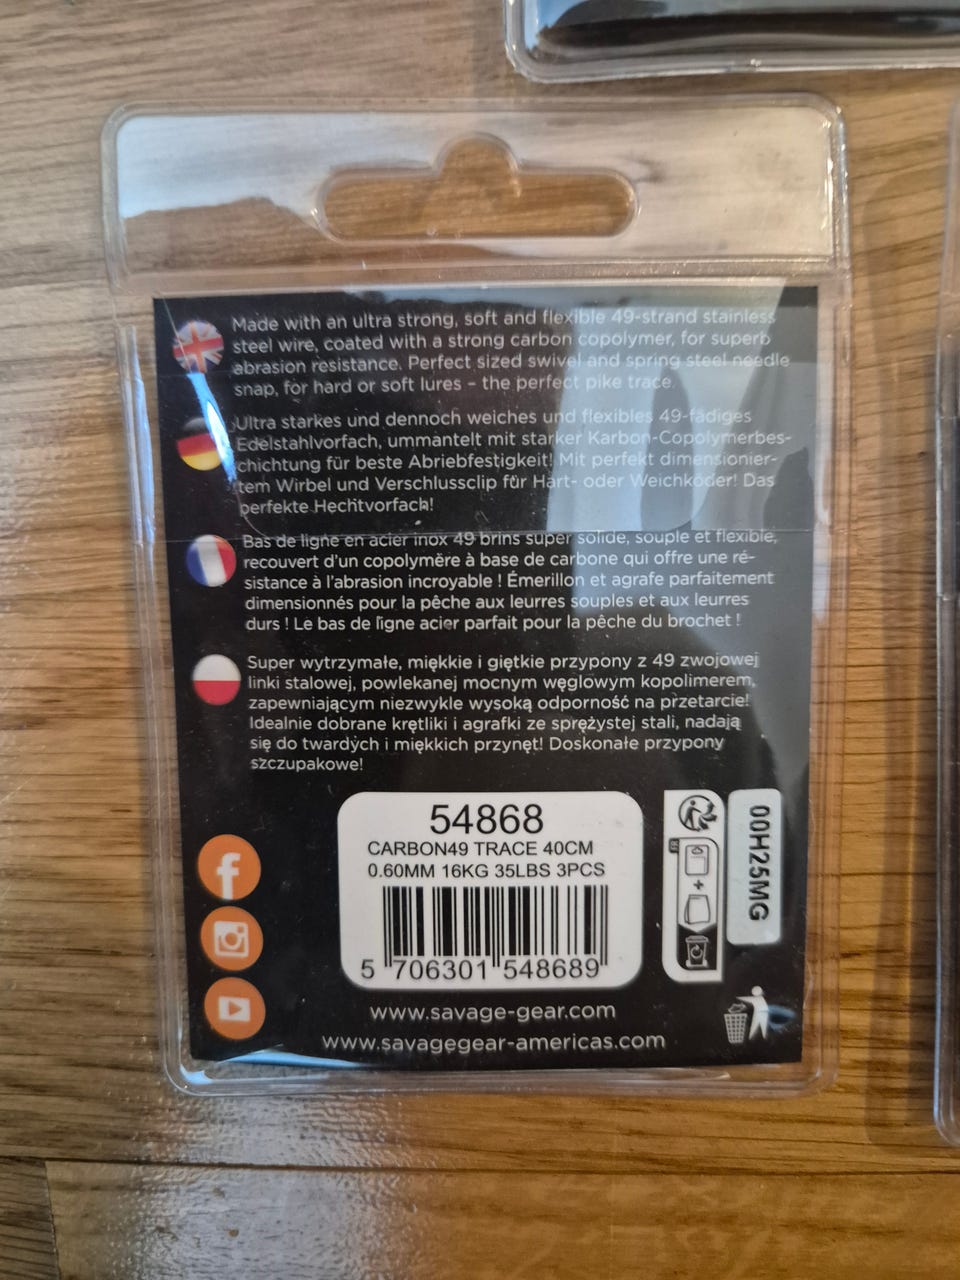 Made with an ultra strong, soft and flexible 49-strand stainless
steel wire, coated with a strong carbon copolymer, for superb
abrasion resistance. Perfect sized swivel and spring steel needle
snap, for hard or soft lures – the perfect pike trace.
Ultra starkes und dennoch weiches und flexibles 49-fädiges
Edelstahlvorfach, ummantelt mit starker Karbon-Copolymerbes-
chichtung für beste Abriebfestigkeit! Mit perfekt dimensionier-
tem Wirbel und Verschlussclip für Hart- oder Weichköder! Das
perfekte Hechtvorfach!
Bas de ligne en acier inox 49 brins super solide, souple et flexible,
recouvert d'un copolymère à base de carbone qui offre une ré-
sistance à l'abrasion incroyable ! Émerillon et agrafe parfaitement
dimensionnés pour la pêche aux leurres souples et aux leurres
durs ! Le bas de ligne acier parfait pour la pêche du brochet !
Super wytrzymałe, miękkie i giętkie przypony z 49 zwojowej
linki stalowej, powlekanej mocnym węglowym kopolimerem,
zapewniającym niezwykle wysoką odporność na przetarcie!
Idealnie dobrane krętliki i agrafki ze sprężystej stali, nadają
się do twardych i miękkich przynęt! Doskonałe przypony
szczupakowe!
54868
CARBON49 TRACE 40CM
0.60MM 16KG 35LBS 3PCS
5 706301 548689
00H25MG
FR
www.savage-gear.com
www.savagegear-americas.com